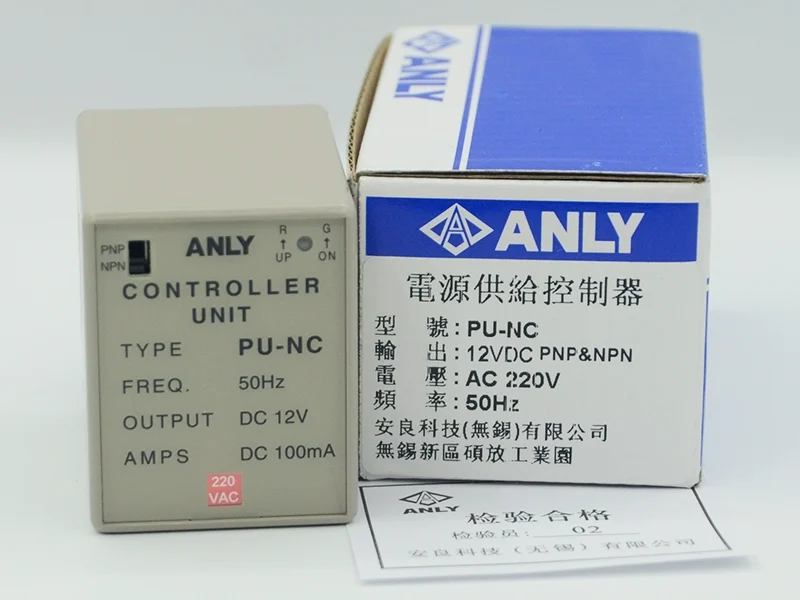 PNP
NPN
ANLY
R G
↑ ↑
UP ON
CONTROLLER
UNIT
TYPE PU-NC
FREQ. 50Hz
OUTPUT DC 12V
AMPS DC 100mA
220
VAC
ANLY
ANLY
電源供給控制器
型 號:PU-NC
輸 出:12VDC PNP&NPN
電 壓:AC 220V
頻 率:50Hz
安良科技(無錫)有限公司
無錫新區碩放工業園
ANLY
检验合格
检验员: 02
安良科技(无锡)有限公司